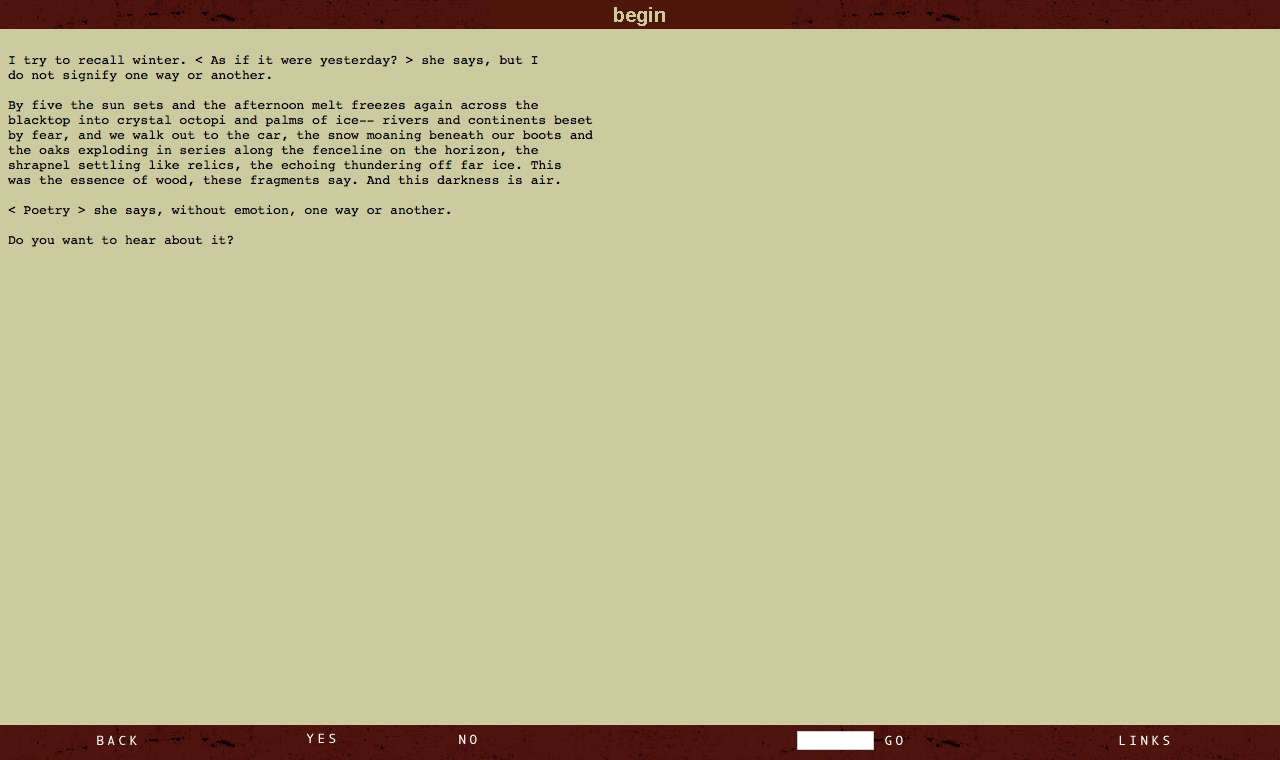 begin
I try to recall winter. < As if it were yesterday? > she says, but I
do not signify one way or another.
By five the sun sets and the afternoon melt freezes again across the
blacktop into crystal octopi and palms of ice-- rivers and continents beset
by fear, and we walk out to the car, the snow moaning beneath our boots and
the oaks exploding in series along the fenceline on the horizon, the
shrapnel settling like relics, the echoing thundering off far ice. This
was the essence of wood, these fragments say. And this darkness is air.
< Poetry > she says, without emotion, one way or another.
Do you want to hear about it?
BACK YES NO GO LINKS